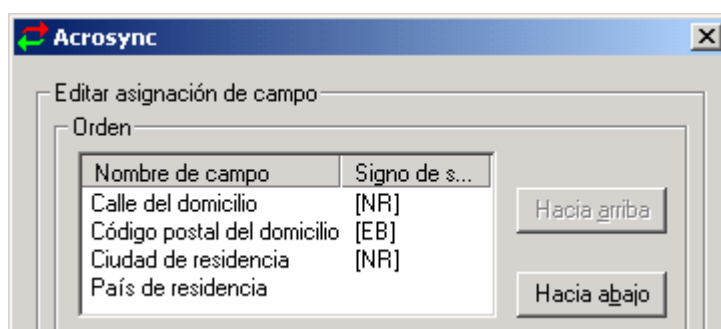 Acrosync
Editar asignación de campo
Orden
Nombre de campo Signo de s...
Calle del domicilio [NR]
Código postal del domicilio [EB]
Ciudad de residencia [NR]
País de residencia
Hacia arriba
Hacia abajo